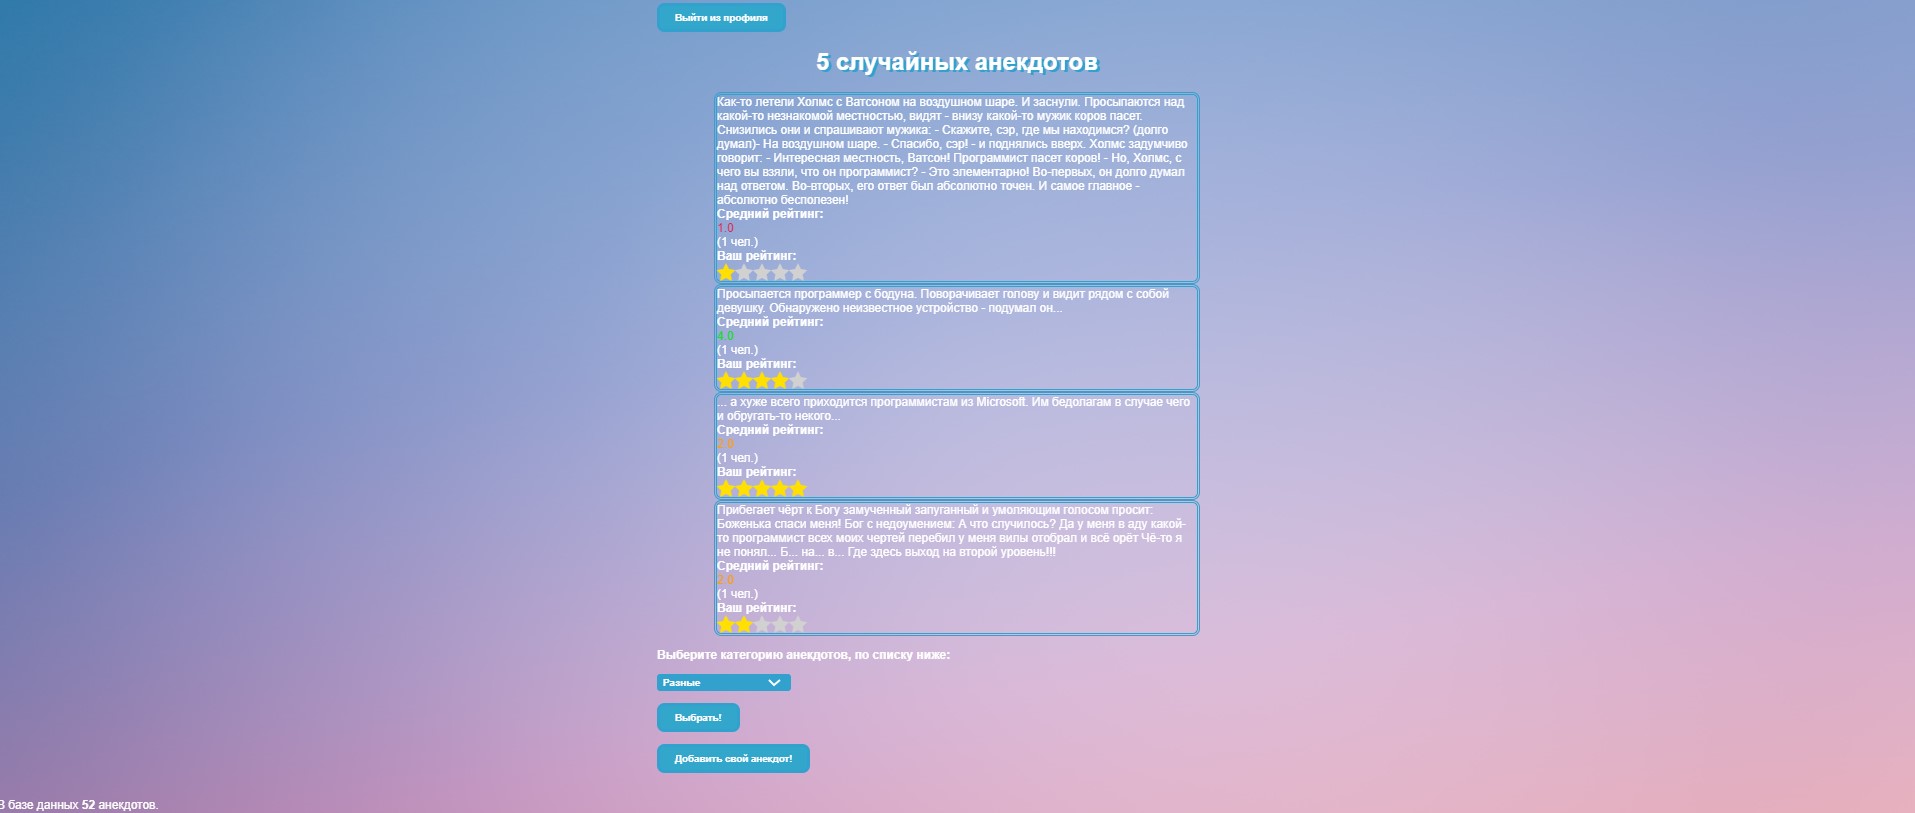 Выйти из профиля
5 случайных анекдотов
Как-то летели Холмс с Ватсоном на воздушном шаре. И заснули. Просыпаются над
какой-то незнакомой местностью, видят - внизу какой-то мужик коров пасет.
Снизились они и спрашивают мужика: - Скажите, сэр, где мы находимся? (долго
думал)- На воздушном шаре. - Спасибо, сэр! - и поднялись вверх. Холмс задумчиво
говорит: - Интересная местность, Ватсон! Программист пасет коров! - Но, Холмс, с
чего вы взяли, что он программист? - Это элементарно! Во-первых, он долго думал
над ответом. Во-вторых, его ответ был абсолютно точен. И самое главное -
абсолютно бесполезен!
Средний рейтинг:
1.0
(1 чел.)
Ваш рейтинг:
Просыпается программер с бодуна. Поворачивает голову и видит рядом с собой
девушку. Обнаружено неизвестное устройство - подумал он...
Средний рейтинг:
4.0
(1 чел.)
Ваш рейтинг:
... а хуже всего приходится программистам из Microsoft. Им бедолагам в случае чего
и обругать-то некого...
Средний рейтинг:
(1 чел.)
Ваш рейтинг:
Прибегает чёрт к Богу замученный запуганный и умоляющим голосом просит:
Боженька спаси меня! Бог с недоумением: А что случилось? Да у меня в аду какой-
то программист всех моих чертей перебил у меня вилы отобрал и всё орёт Чё-то я
не понял... Б... на... в... Где здесь выход на второй уровень!!!
Средний рейтинг:
2.0
(1 чел.)
Ваш рейтинг:
Выберите категорию анекдотов, по списку ниже:
Разные
Выбрать!
Добавить свой анекдот!
В базе данных 52 анекдотов.